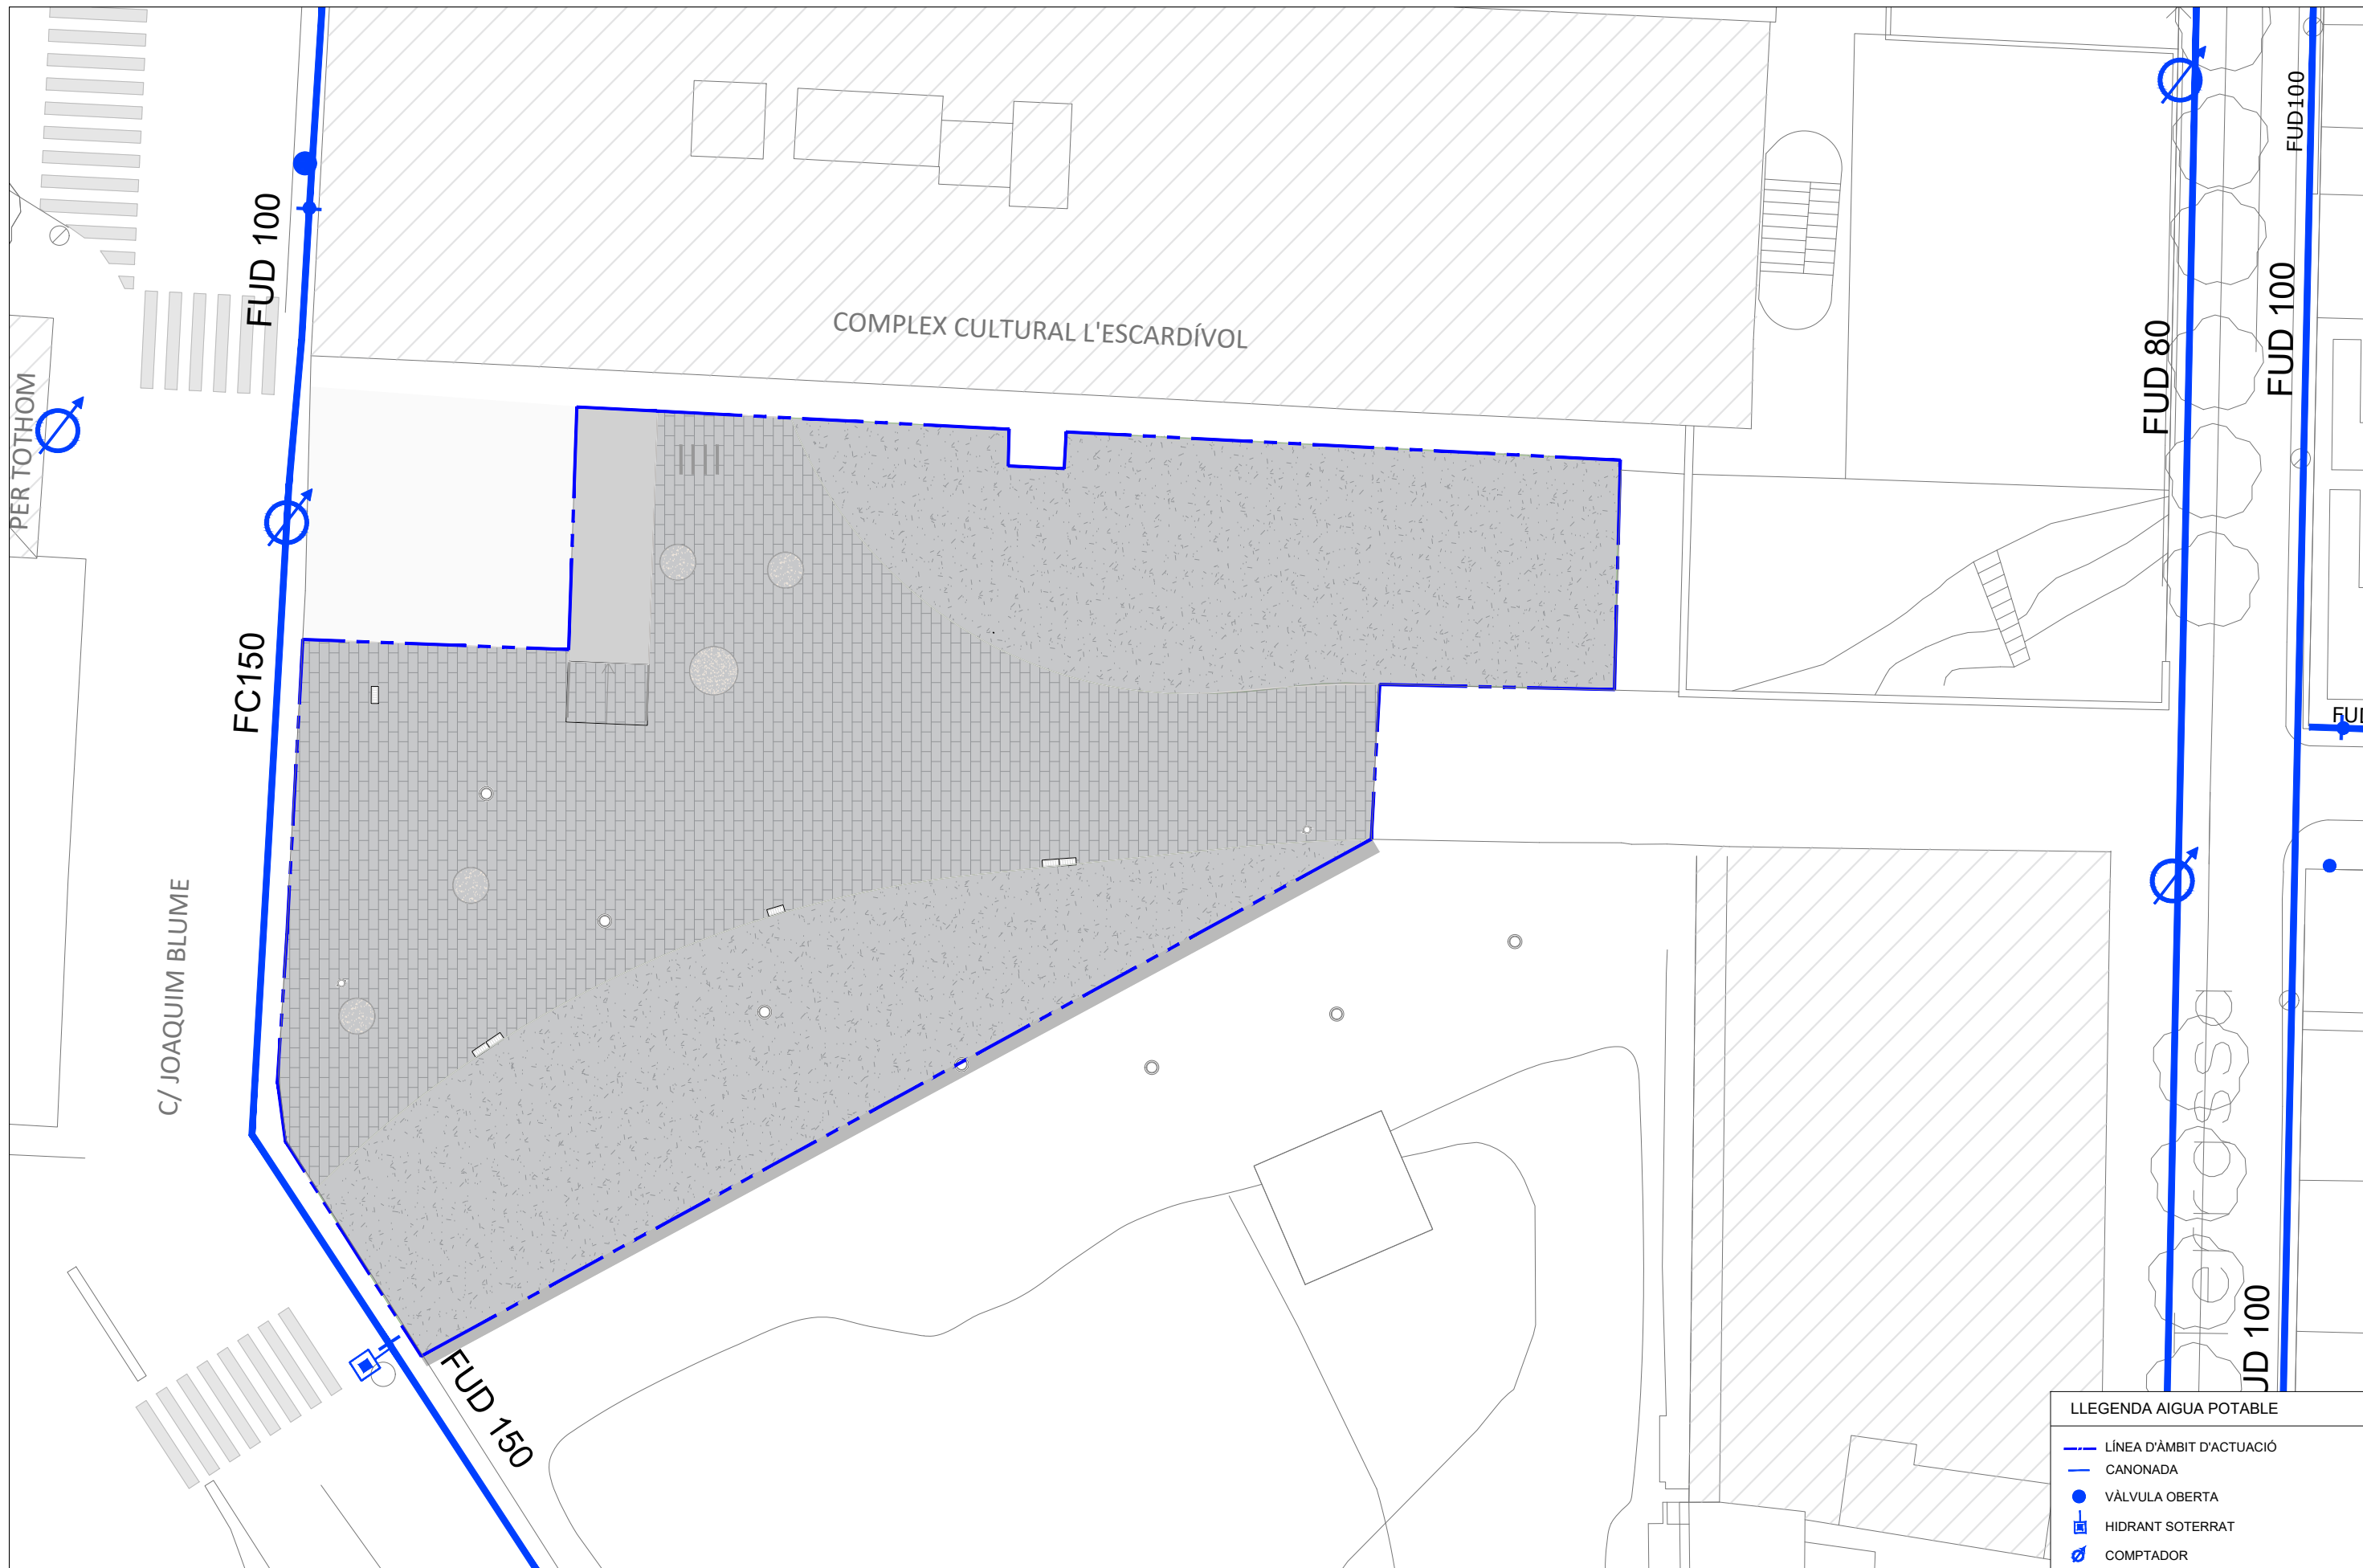 FUD100
FUD 100
COMPLEX CULTURAL L'ESCARDÍVOL
FUD 80
FUD 100
PER TOTHOM
FC150
FUD
C/ JOAQUIM BLUME
FUD 150
UD 100
LLEGENDA AIGUA POTABLE
LÍNEA D'ÀMBIT D'ACTUACIÓ
CANONADA
VÀLVULA OBERTA
HIDRANT SOTERRAT
COMPTADOR